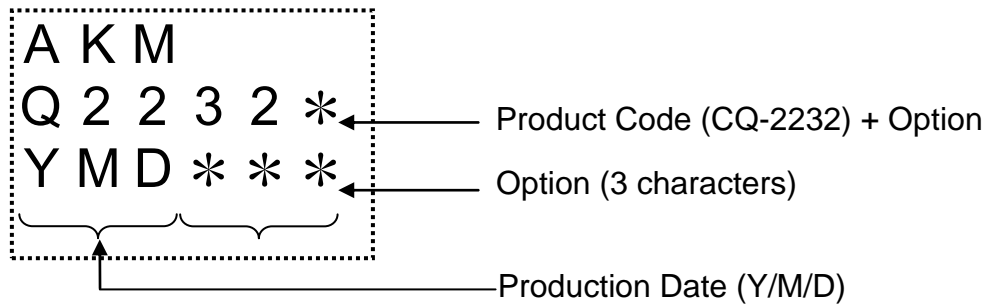 A K M
Q 2 2 3 2 *
Product Code (CQ-2232) + Option
Y M D * * *
Option (3 characters)
Production Date (Y/M/D)